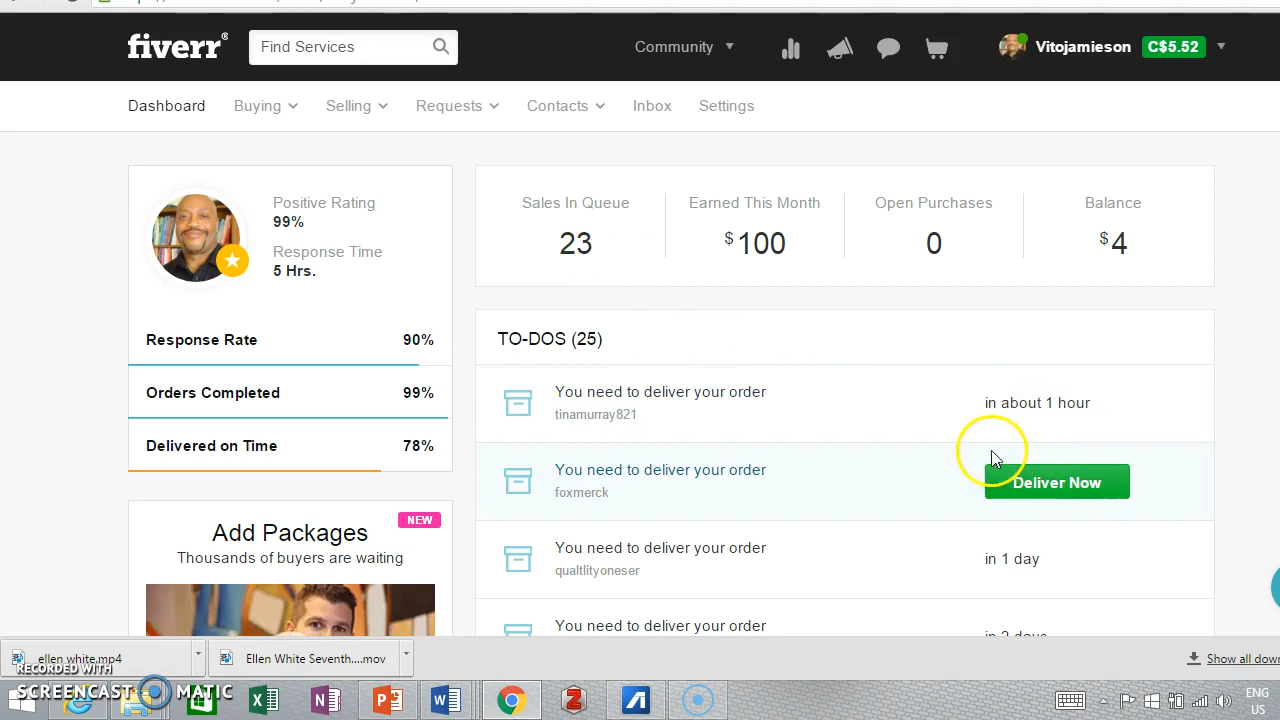 fiverr®
Find Services
Community
Vitojamieson
C$5.52
Dashboard
Buying
Selling
Requests
Contacts
Inbox
Settings
Positive Rating
99%
Response Time
5 Hrs.
Response Rate 90%
Orders Completed 99%
Delivered on Time 78%
Sales In Queue
23
Earned This Month
$100
Open Purchases
0
Balance
$4
TO-DOS (25)
You need to deliver your order
tinamurray821
in about 1 hour
You need to deliver your order
foxmerck
Deliver Now
You need to deliver your order
qualtlityoneser
in 1 day
You need to deliver your order
in 2 days
NEW
Add Packages
Thousands of buyers are waiting
ellen white.mp4
Ellen White Seventh....mov
Show all down
RECORDED WITH
SCREENCAST MATIC
ENG
US